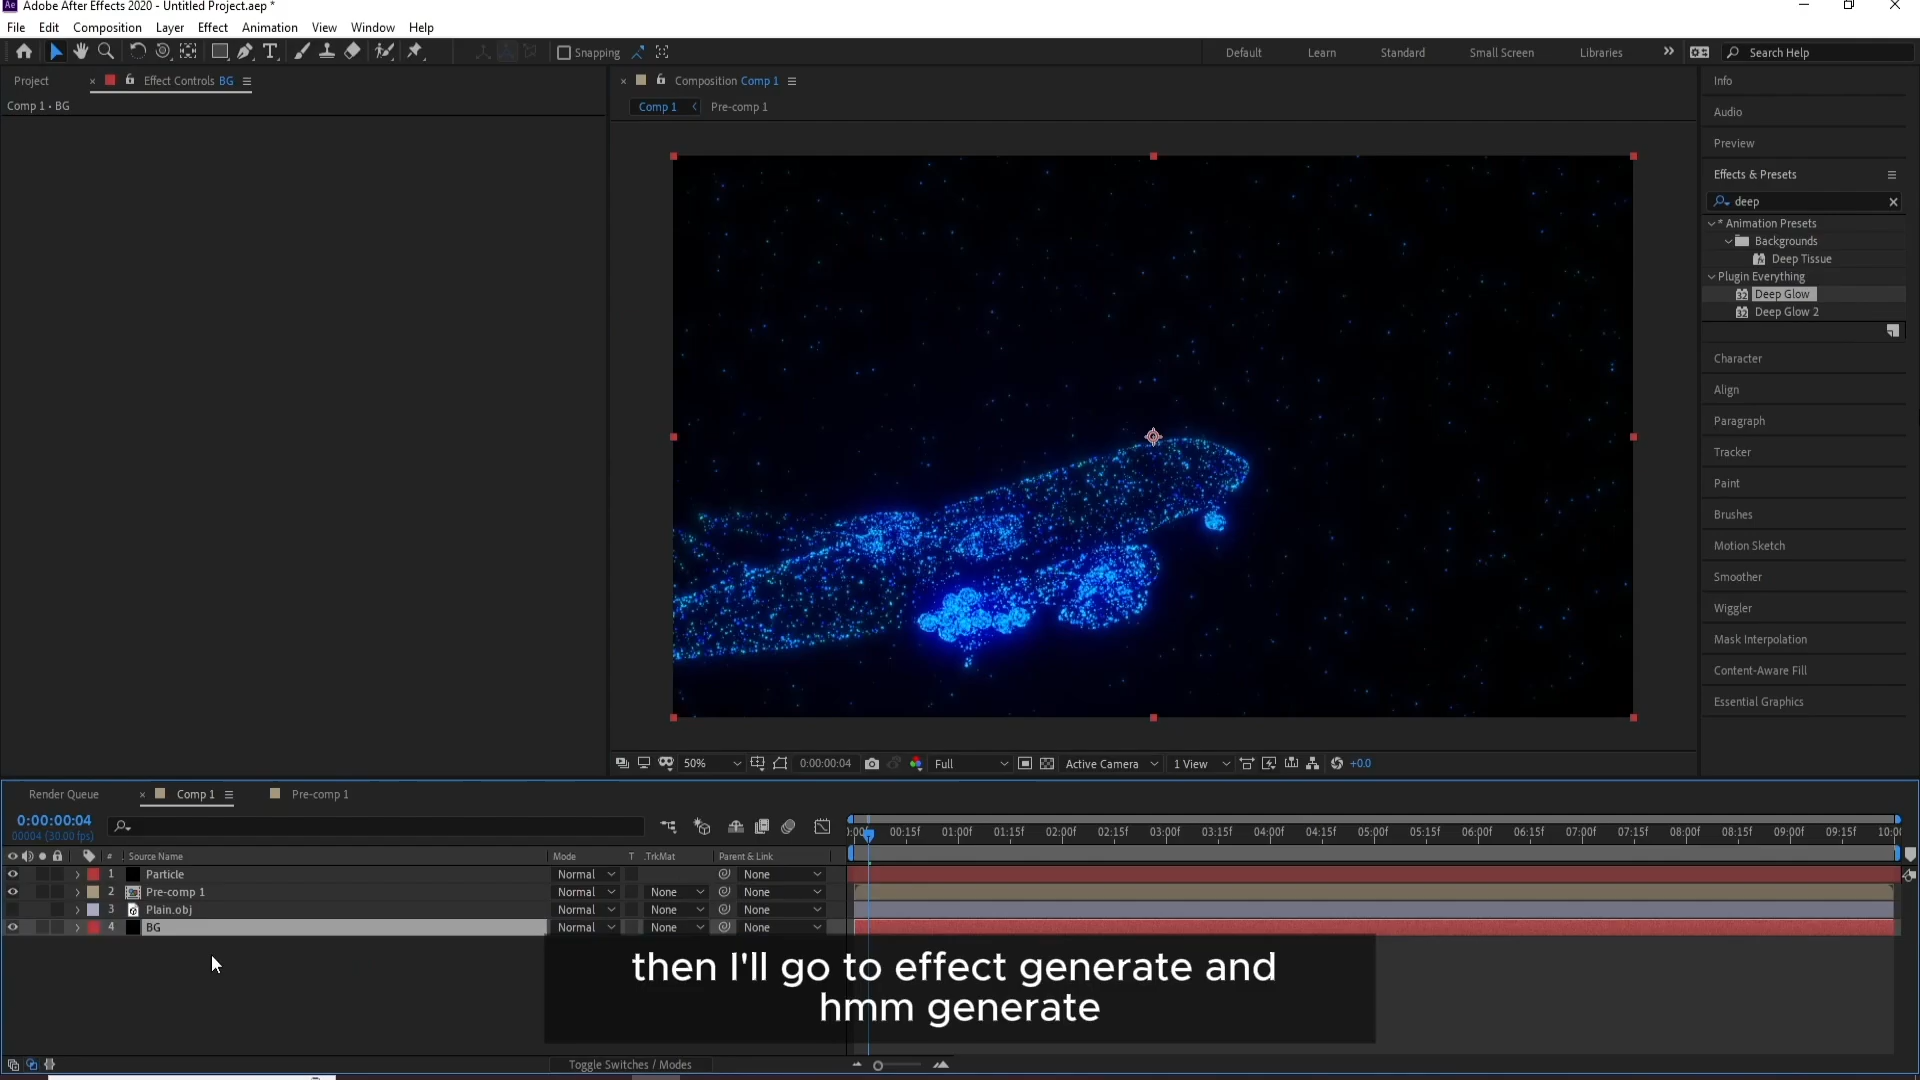 Ae Adobe After Effects 2020 - Untitled Project.aep *
File Edit Composition Layer Effect Animation View Window Help
Snapping Default Learn Standard Small Screen Libraries Search Help
Project Effect Controls BG
Comp 1 • BG
Composition Comp 1
Comp 1 Pre-comp 1
Info
Audio
Preview
Effects & Presets
deep
* Animation Presets
Backgrounds
Deep Tissue
Plugin Everything
32 Deep Glow
32 Deep Glow 2
Character
Align
Paragraph
Tracker
Paint
Brushes
Motion Sketch
Smoother
Wiggler
Mask Interpolation
Content-Aware Fill
Essential Graphics
50% 0:00:00:04 Full Active Camera 1 View +0.0
Render Queue Comp 1 Pre-comp 1
0:00:00:04
00004 (30.00 fps)
00:15f 01:00f 01:15f 02:00f 02:15f 03:00f 03:15f 04:00f 04:15f 05:00f 05:15f 06:00f 06:15f 07:00f 07:15f 08:00f 08:15f 09:00f 09:15f
# Source Name Mode T .TrkMat Parent & Link
1 Particle Normal None
2 Pre-comp 1 Normal None None
3 Plain.obj Normal None None
4 BG Normal None None
then I'll go to effect generate and
hmm generate
Toggle Switches / Modes